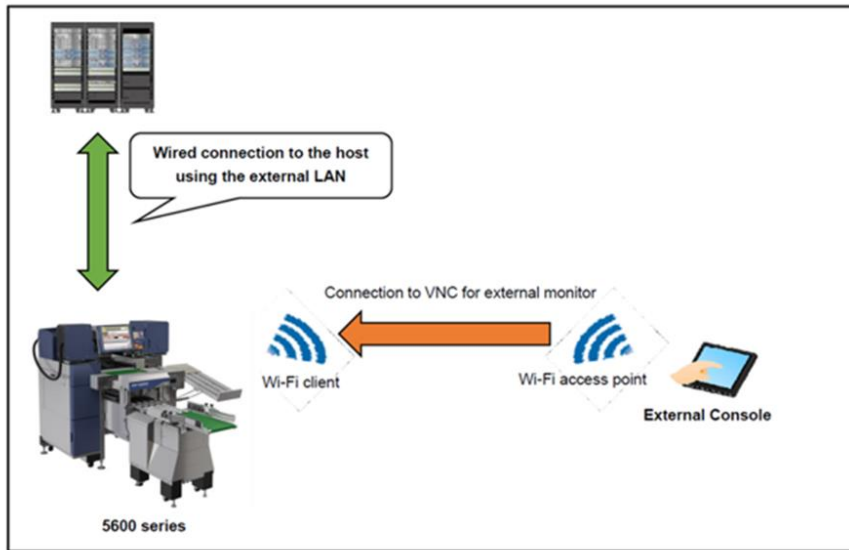 Wired connection to the host
using the external LAN
Connection to VNC for external monitor
Wi-Fi client
Wi-Fi access point
External Console
5600 series